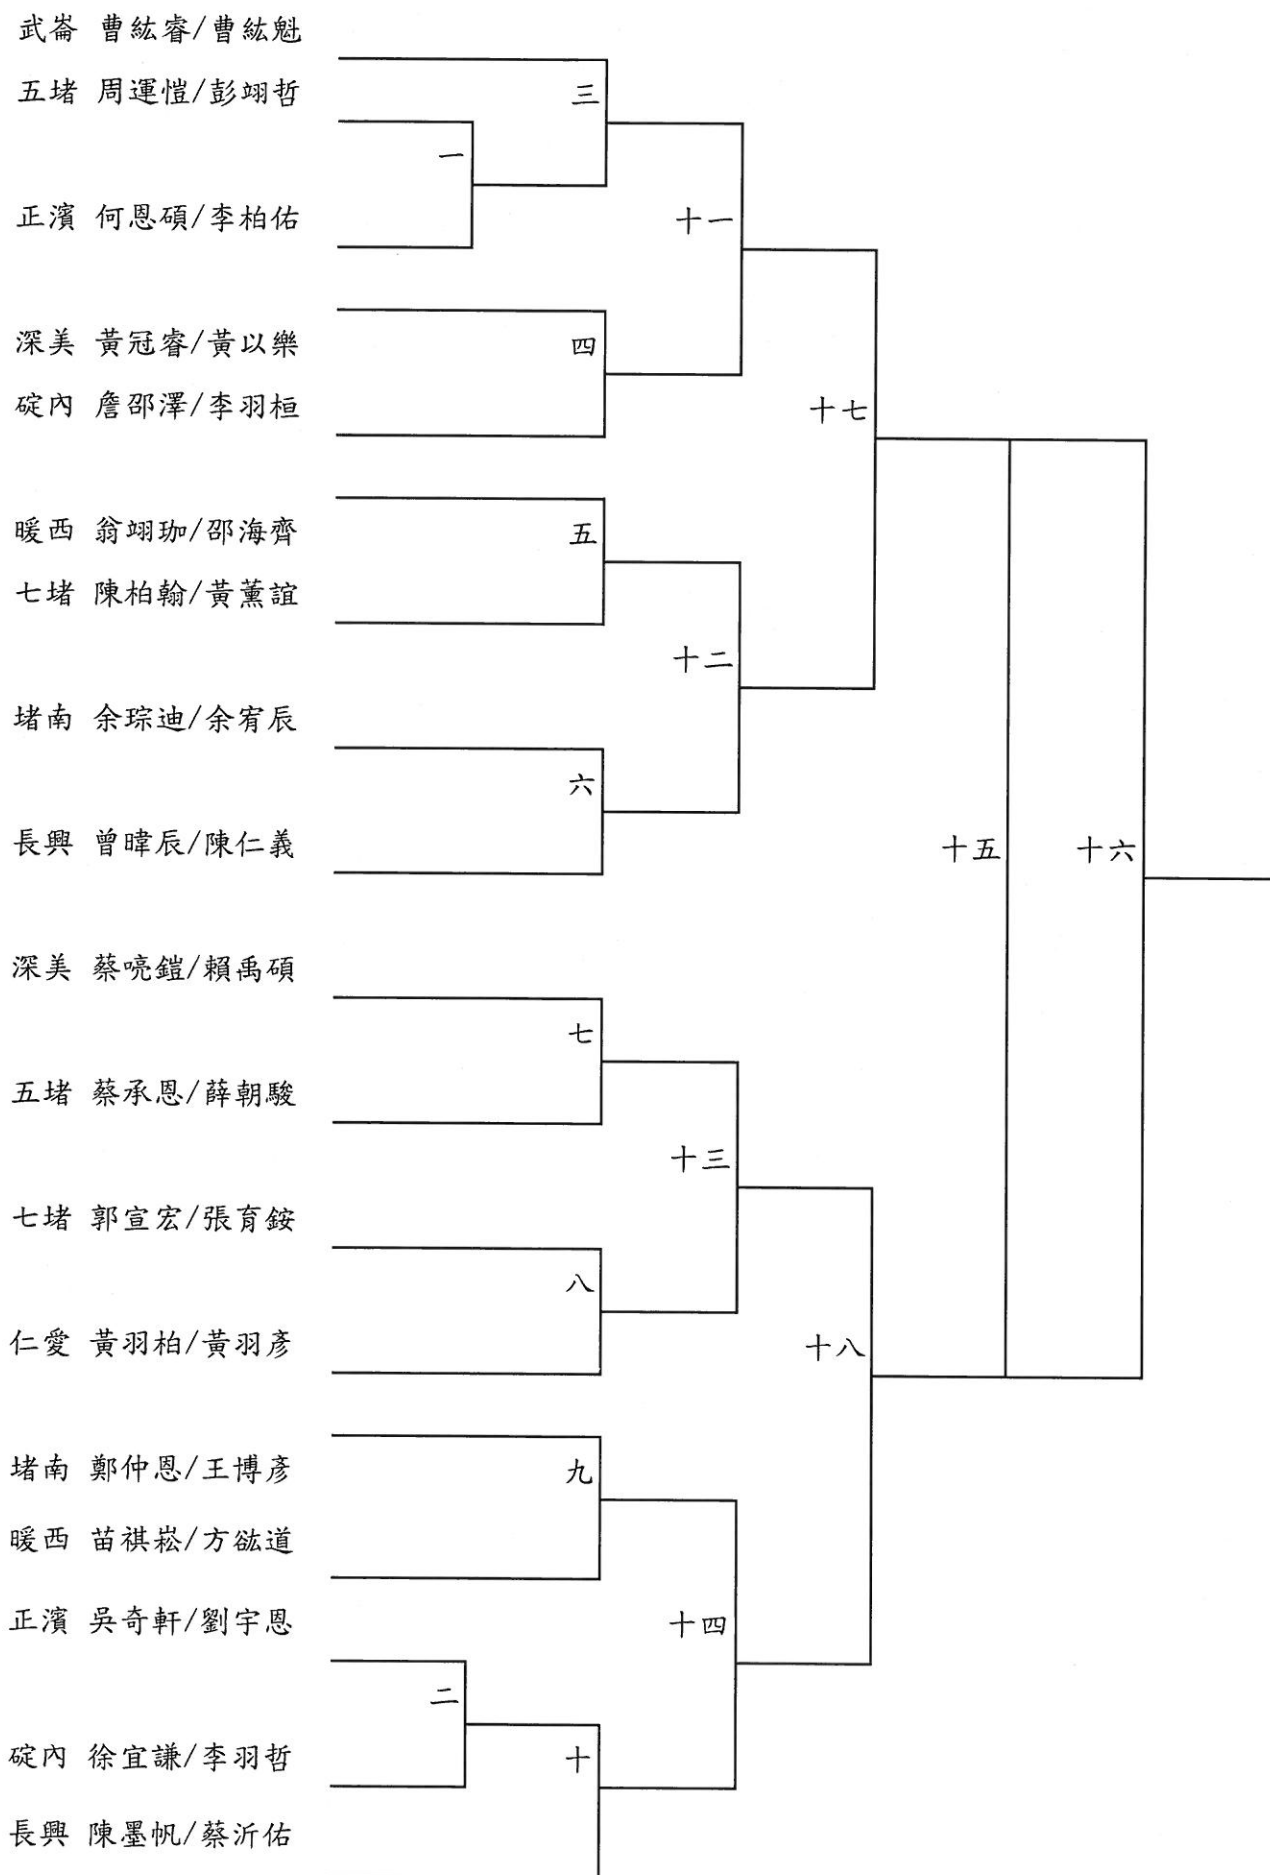 武崙 曹紘睿/曹紘魁
五堵 周運愷/彭翊哲
三
一
正濱 何恩碩/李柏佑
十一
深美 黃冠睿/黃以樂
四
碇內 詹邵澤/李羽桓
十七
暖西 翁翊珈/邵海齊
五
七堵 陳柏翰/黃薰誼
十二
堵南 余琮迪/余宥辰
六
長興 曾暐辰/陳仁義
十五
十六
深美 蔡喨鎧/賴禹碩
七
五堵 蔡承恩/薛朝駿
十三
七堵 郭宣宏/張育銨
八
仁愛 黃羽柏/黃羽彥
十八
堵南 鄭仲恩/王博彥
九
暖西 苗祺崧/方谹道
正濱 吳奇軒/劉宇恩
十四
二
碇內 徐宜謙/李羽哲
十
長興 陳墨帆/蔡沂佑